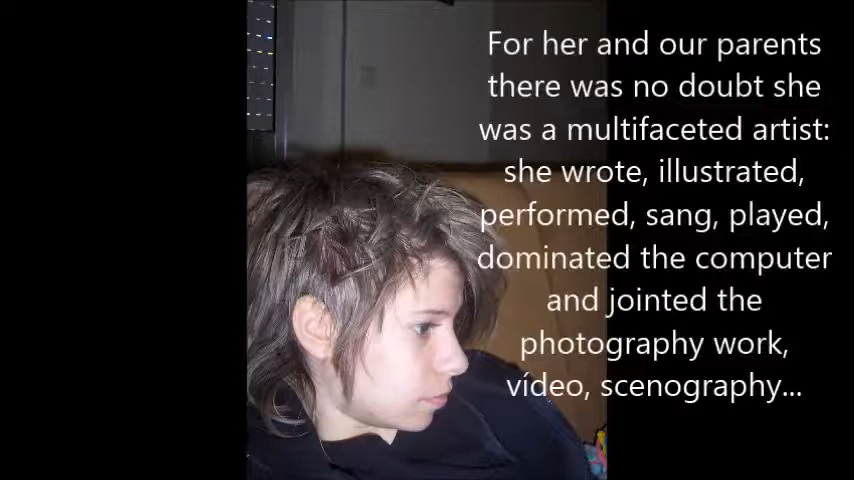 For her and our parents
there was no doubt she
was a multifaceted artist:
she wrote, illustrated,
performed, sang, played,
dominated the computer
and jointed the
photography work,
vídeo, scenography...